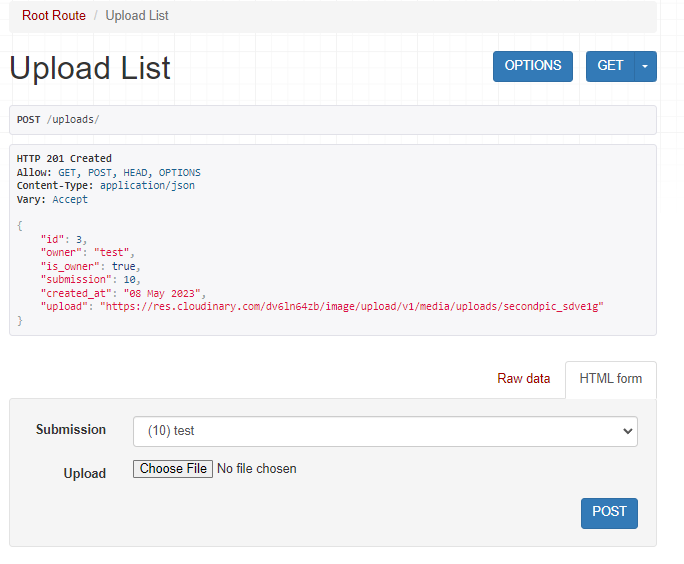 Root Route / Upload List
Upload List
OPTIONS
GET
POST /uploads/
HTTP 201 Created
Allow: GET, POST, HEAD, OPTIONS
Content-Type: application/json
Vary: Accept
{
"id": 3,
"owner": "test",
"is_owner": true,
"submission": 10,
"created_at": "08 May 2023",
"upload": "https://res.cloudinary.com/dv6ln64zb/image/upload/v1/media/uploads/secondpic_sdve1g"
}
Raw data
HTML form
Submission
(10) test
Upload
Choose File No file chosen
POST